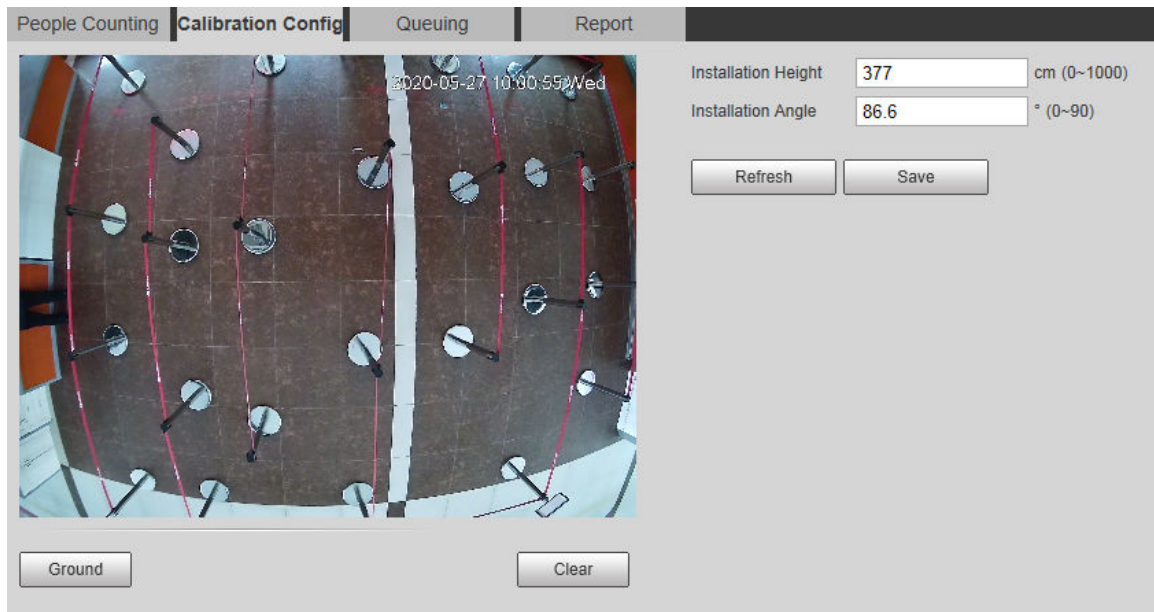 People Counting Calibration Config Queuing Report
2020-05-27 10:00:55 Wed
Installation Height 377 cm (0~1000)
Installation Angle 86.6 ° (0~90)
Refresh Save
Ground Clear